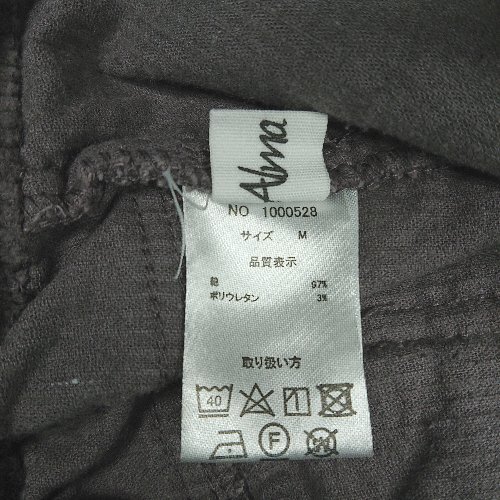 Alma
NO 1000528
サイズ M
品質表示
綿 97%
ポリウレタン 3%
取り扱い方
40
F
W